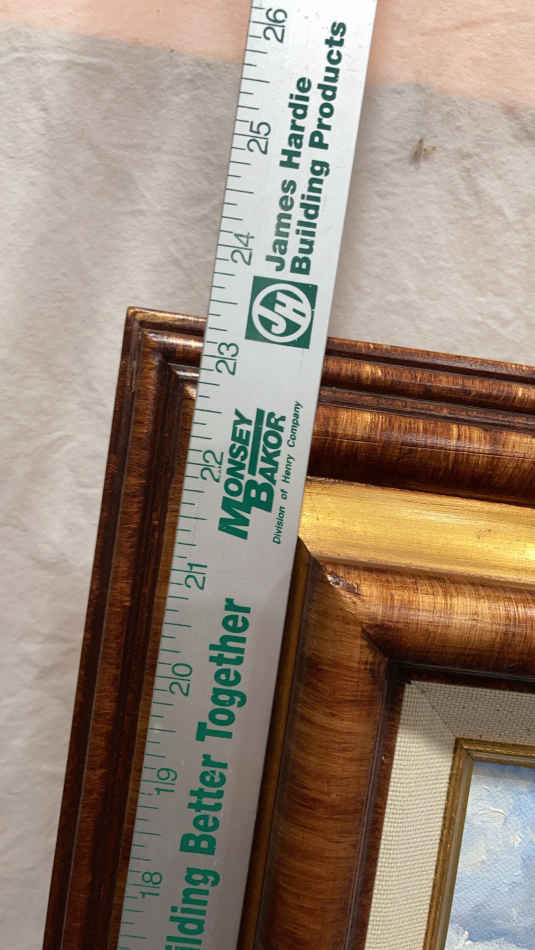 26
25
24
23
22
21
20
19
18
James Hardie
Building Products
JH
MONSEY
BAKOR
Division of Henry Company
ilding Better Together